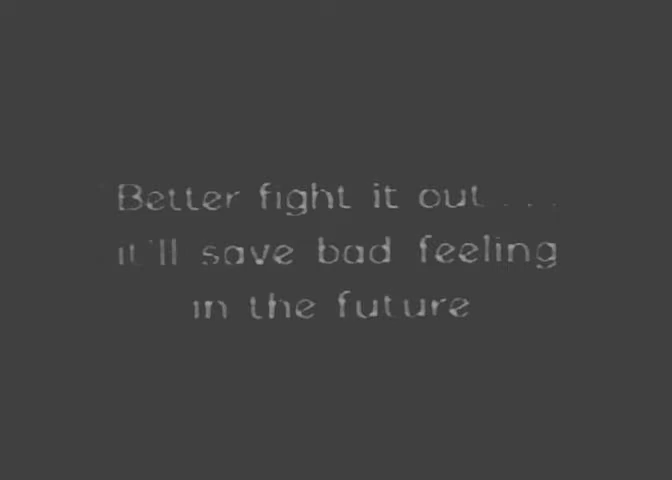 Better fight it out . . .
it'll save bad feeling
in the future